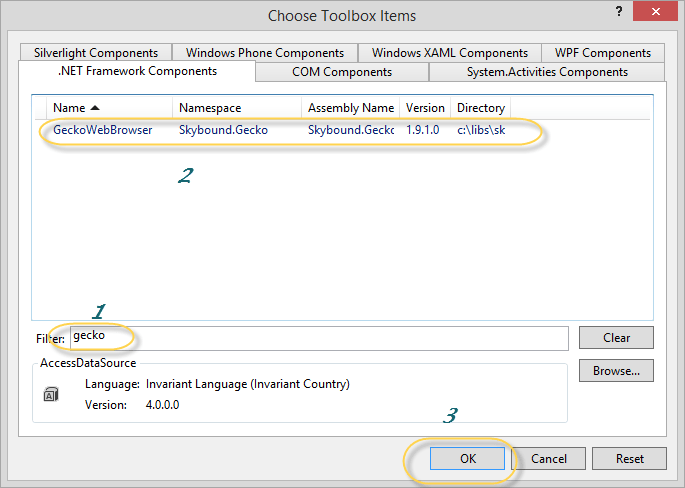 Choose Toolbox Items
?
Silverlight Components Windows Phone Components Windows XAML Components WPF Components
.NET Framework Components COM Components System.Activities Components
Name Namespace Assembly Name Version Directory
GeckoWebBrowser Skybound.Gecko Skybound.Gecko 1.9.1.0 c:\libs\sk
2
1
Filter: gecko Clear
AccessDataSource Browse...
Language: Invariant Language (Invariant Country)
Version: 4.0.0.0
3
OK Cancel Reset